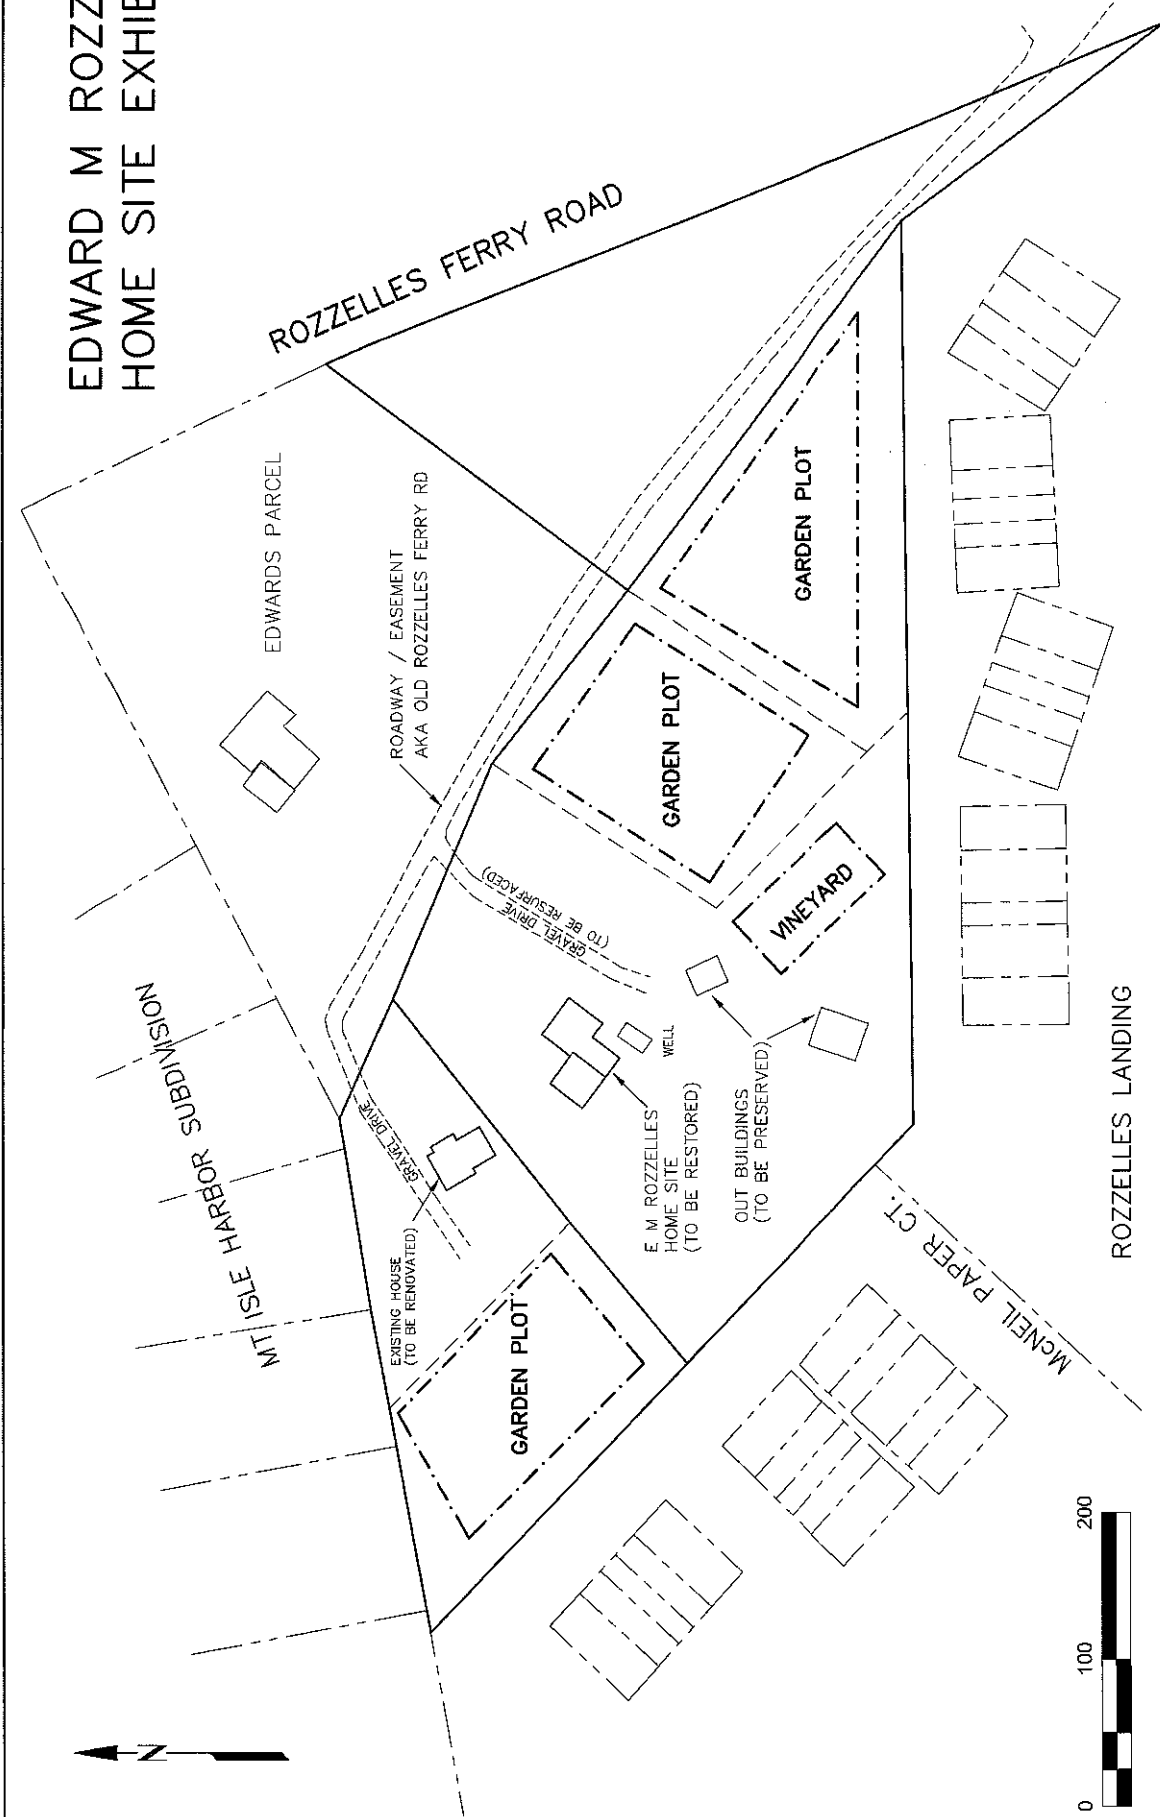 EDWARD M ROZZ
HOME SITE EXHIB
ROZZELLES FERRY ROAD
EDWARDS PARCEL
ROADWAY / EASEMENT
AKA OLD ROZZELLES FERRY RD
MT ISLE HARBOR SUBDIVISION
GRAVEL DRIVE
(TO BE RESURFACED)
GRAVEL DRIVE
EXISTING HOUSE
(TO BE RENOVATED)
GARDEN PLOT
GARDEN PLOT
GARDEN PLOT
VINEYARD
WELL
E M ROZZELLES
HOME SITE
(TO BE RESTORED)
OUT BUILDINGS
(TO BE PRESERVED)
McNEIL PAPER CT.
ROZZELLES LANDING
N
0 100 200